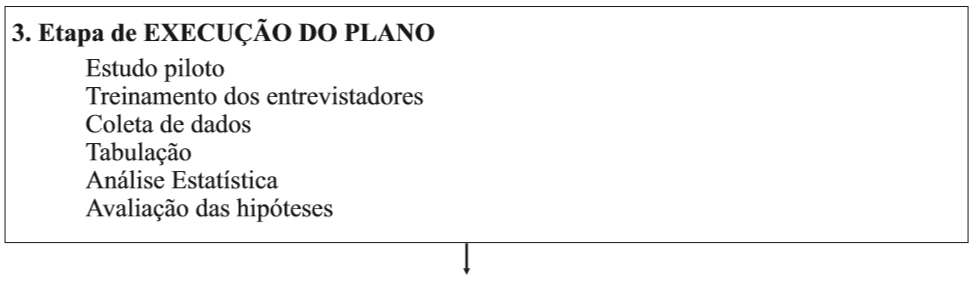 3. Etapa de EXECUÇÃO DO PLANO
Estudo piloto
Treinamento dos entrevistadores
Coleta de dados
Tabulação
Análise Estatística
Avaliação das hipóteses